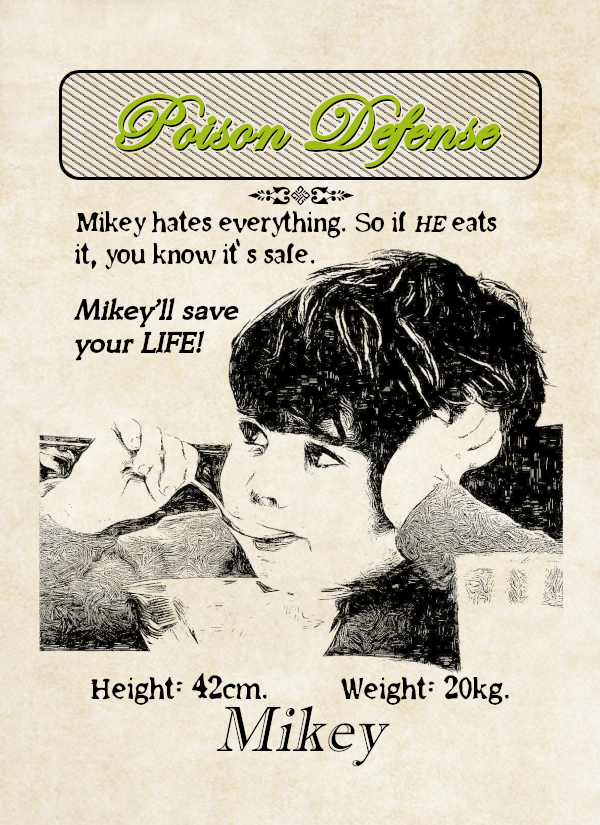 Poison Defense
Mikey hates everything. So if HE eats
it, you know it's safe.
Mikey'll save
your LIFE!
Height: 42cm.
Weight: 20kg.
Mikey